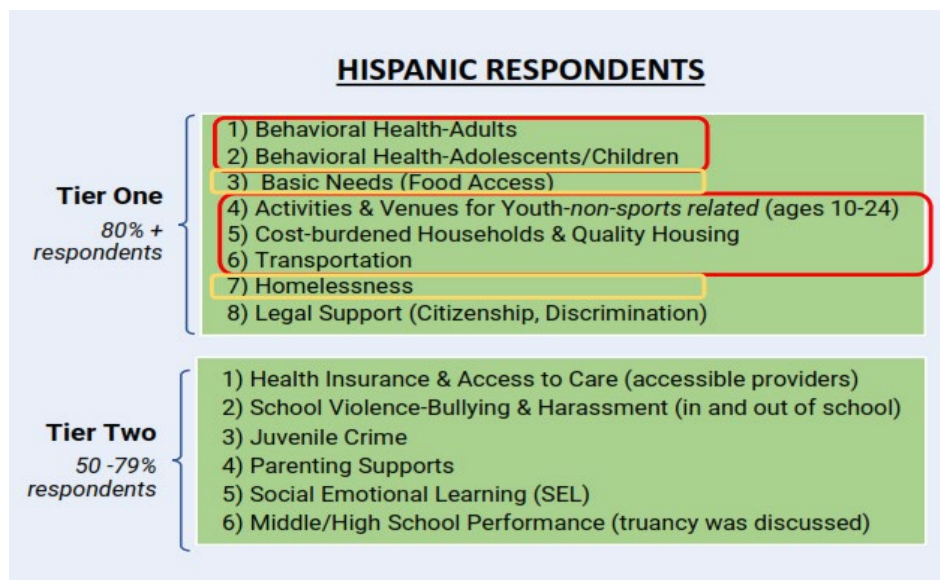 HISPANIC RESPONDENTS
Tier One
80% +
respondents
1) Behavioral Health-Adults
2) Behavioral Health-Adolescents/Children
3) Basic Needs (Food Access)
4) Activities & Venues for Youth-non-sports related (ages 10-24)
5) Cost-burdened Households & Quality Housing
6) Transportation
7) Homelessness
8) Legal Support (Citizenship, Discrimination)
Tier Two
50 -79%
respondents
1) Health Insurance & Access to Care (accessible providers)
2) School Violence-Bullying & Harassment (in and out of school)
3) Juvenile Crime
4) Parenting Supports
5) Social Emotional Learning (SEL)
6) Middle/High School Performance (truancy was discussed)